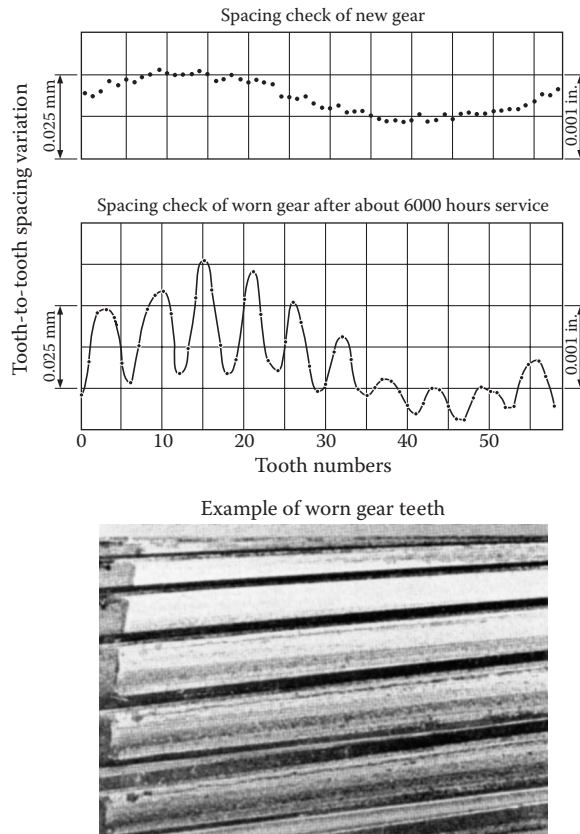 Spacing check of new gear
Tooth-to-tooth spacing variation
0.025 mm
0.001 in.
Spacing check of worn gear after about 6000 hours service
0.025 mm
0.001 in.
0 10 20 30 40 50
Tooth numbers
Example of worn gear teeth